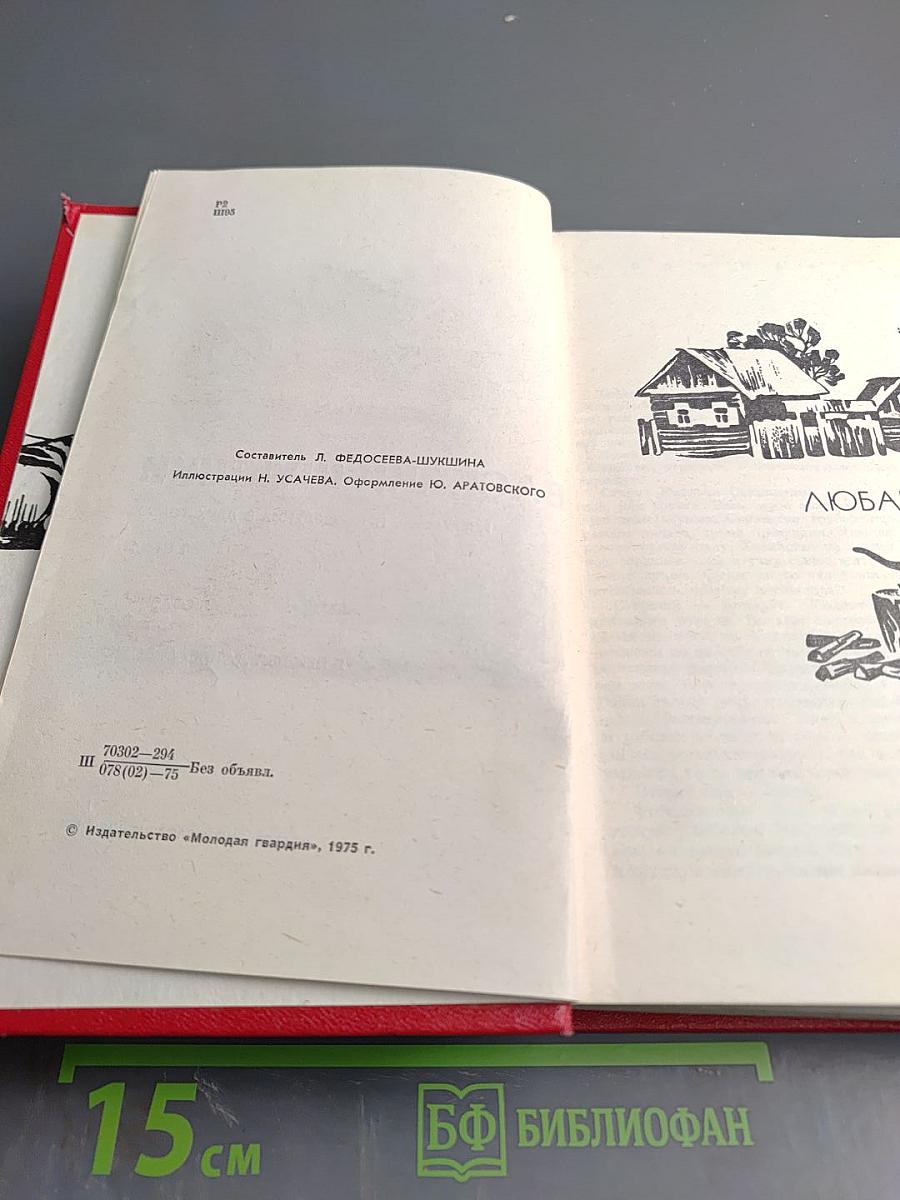 Р2
Ш95
Составитель Л. ФЕДОСЕЕВА-ШУКШИНА
Иллюстрации Н. УСАЧЕВА. Оформление Ю. АРАТОВСКОГО
Ш 70302—294
078(02)—75 Без объявл.
© Издательство «Молодая гвардия», 1975 г.
ЛЮБА
15 см
БФ БИБЛИОФАН